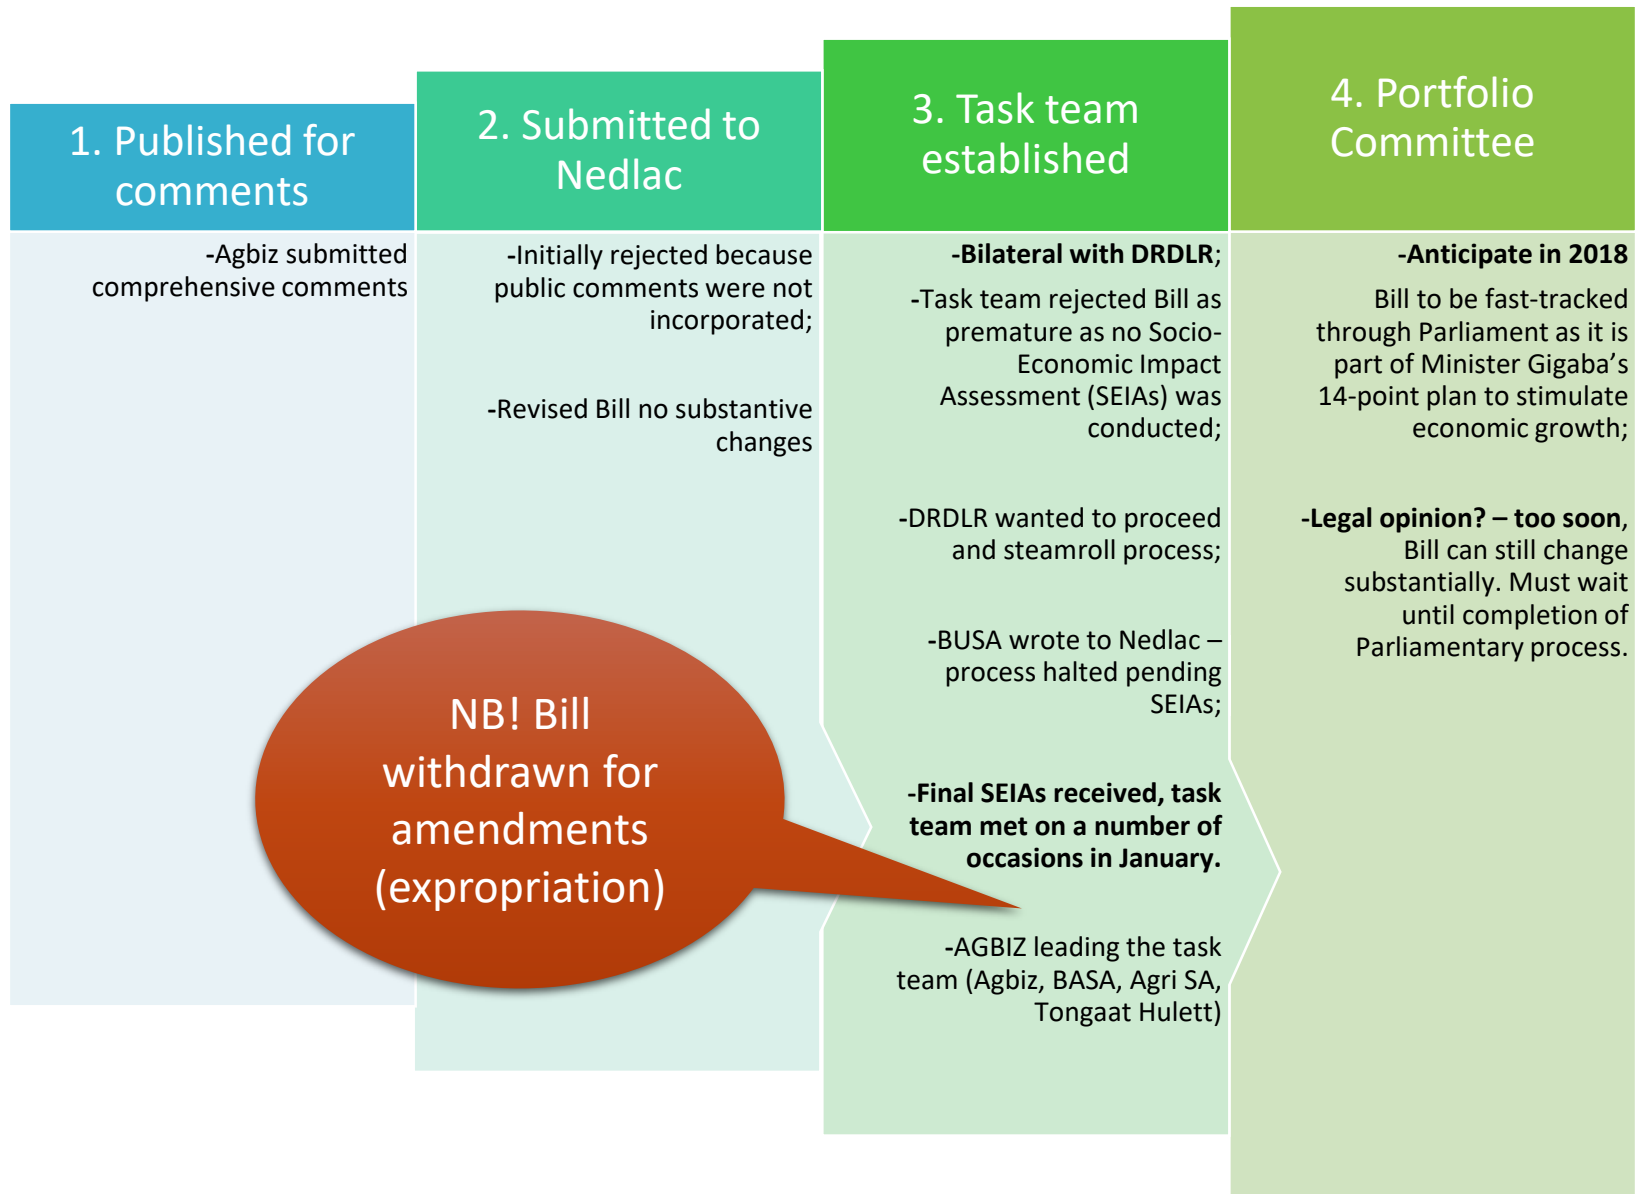 1. Published for
comments
-Agbiz submitted
comprehensive comments
2. Submitted to
Nedlac
-Initially rejected because
public comments were not
incorporated;
-Revised Bill no substantive
changes
3. Task team
established
-Bilateral with DRDLR;
-Task team rejected Bill as
premature as no Socio-
Economic Impact
Assessment (SEIAs) was
conducted;
-DRDLR wanted to proceed
and steamroll process;
-BUSA wrote to Nedlac –
process halted pending
SEIAs;
-Final SEIAs received, task
team met on a number of
occasions in January.
-AGBIZ leading the task
team (Agbiz, BASA, Agri SA,
Tongaat Hulett)
4. Portfolio
Committee
-Anticipate in 2018
Bill to be fast-tracked
through Parliament as it is
part of Minister Gigaba’s
14-point plan to stimulate
economic growth;
-Legal opinion? – too soon,
Bill can still change
substantially. Must wait
until completion of
Parliamentary process.
NB! Bill
withdrawn for
amendments
(expropriation)